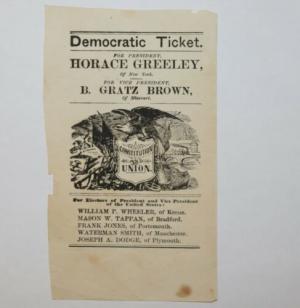 Democratic Ticket.
FOR PRESIDENT,
HORACE GREELEY,
Of New York.
FOR VICE PRESIDENT,
B. GRATZ BROWN,
Of Missouri.
CONSTITUTION
UNION.
For Electors of President and Vice President
of the United States:
WILLIAM P. WHEELER, of Keene.
MASON W. TAPPAN, of Bradford.
FRANK JONES, of Portsmouth.
WATERMAN SMITH, of Manchester.
JOSEPH A. DODGE, of Plymouth.